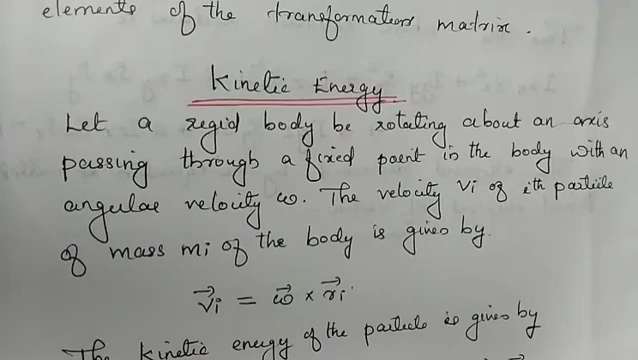 elements of the transformation matrix.
Kinetic Energy
Let a regid body be rotating about an axis
passing through a fixed point in the body with an
angular velocity ω. The velocity vi of ith particle
of mass mi of the body is given by
v⃗i = ω⃗ × r⃗i.
The kinetic energy of the particle is given by